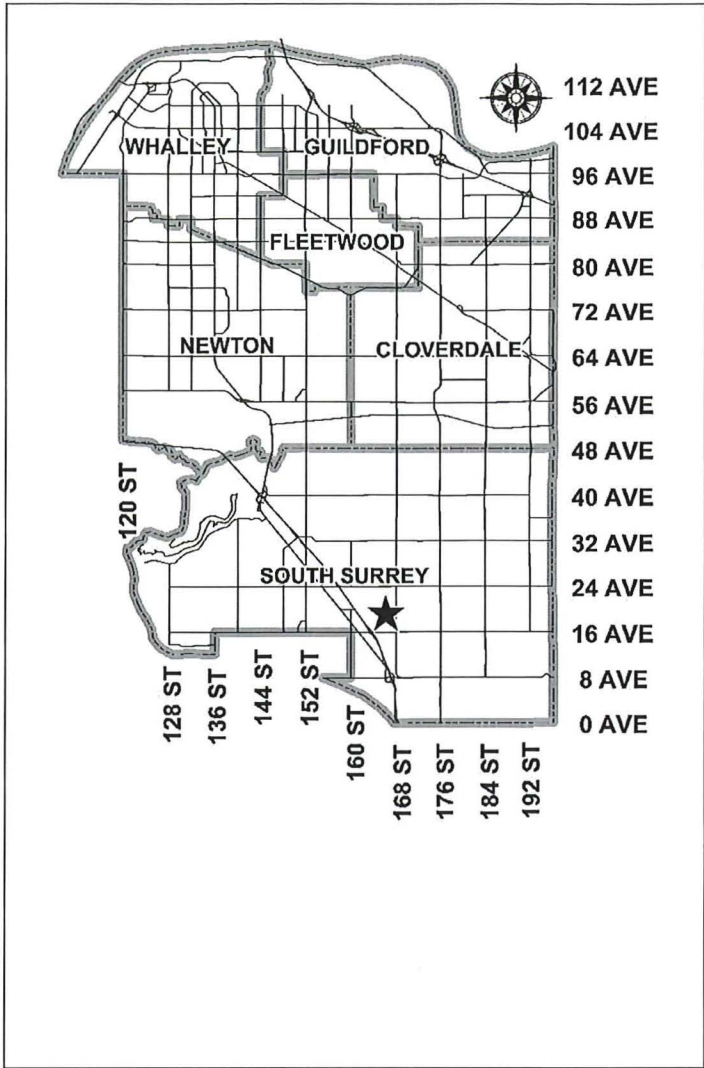 112 AVE
104 AVE
WHALLEY
GUILDFORD
96 AVE
88 AVE
FLEETWOOD
80 AVE
72 AVE
NEWTON
CLOVERDALE
64 AVE
56 AVE
48 AVE
120 ST
40 AVE
32 AVE
SOUTH SURREY
24 AVE
16 AVE
8 AVE
0 AVE
128 ST
136 ST
144 ST
152 ST
160 ST
168 ST
176 ST
184 ST
192 ST